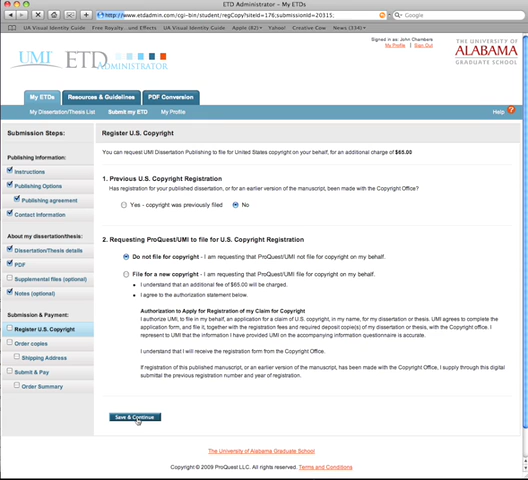 ETD Administrator — My ETDs
http://www.etdadmin.com/cgi-bin/student/regCopy?siteId=176;submissionId=20315;
Google
UA Visual Identity Guide
UA Visual Identity Guide
Creative Cow
News (334)
Signed in as: John Chambers
My Profile | Sign Out
UMI ETD ADMINISTRATOR
THE UNIVERSITY OF
ALABAMA
GRADUATE SCHOOL
My ETDs
Resources & Guidelines
PDF Conversion
My Dissertation/Thesis List
Submit my ETD
My Profile
Help
Submission Steps:
Publishing Information:
Instructions
Publishing Options
Publishing agreement
Contact Information
About my dissertation/thesis:
Dissertation/Thesis details
PDF
Supplemental files (optional)
Notes (optional)
Submission & Payment:
Register U.S. Copyright
Order copies
Shipping Address
Submit & Pay
Order Summary
Register U.S. Copyright
You can request UMI Dissertation Publishing to file for United States copyright on your behalf, for an additional charge of $65.00
1. Previous U.S. Copyright Registration
Has registration for your published dissertation, or for an earlier version of the manuscript, been made with the Copyright Office?
Yes - copyright was previously filed
No
2. Requesting ProQuest/UMI to file for U.S. Copyright Registration
Do not file for copyright - I am requesting that ProQuest/UMI not file for copyright on my behalf.
File for a new copyright - I am requesting that ProQuest/UMI file for copyright on my behalf.
• I understand that an additional fee of $65.00 will be charged.
• I agree to the authorization statement below.
Authorization to Apply for Registration of my Claim for Copyright
I authorize UMI, to file in my behalf, an application for a claim of U.S. copyright, in my name, for my dissertation or thesis. UMI agrees to complete
application form, and file it, together with the registration fees and required deposit copie(s) of my dissertation or thesis, with the copyright office. I
represent to UMI that the information I have provided UMI on the accompanying information questionnaire is accurate.
I understand that I will receive the registration form from the Copyright Office.
If registration of this published manuscript, or an earlier version of the manuscript, has been made with the Copyright Office, I supply through this digital
submittal the previous registration number and year of registration.
Save & Continue
The University of Alabama Graduate School
Copyright © 2009 ProQuest LLC. All rights reserved. Terms and Conditions